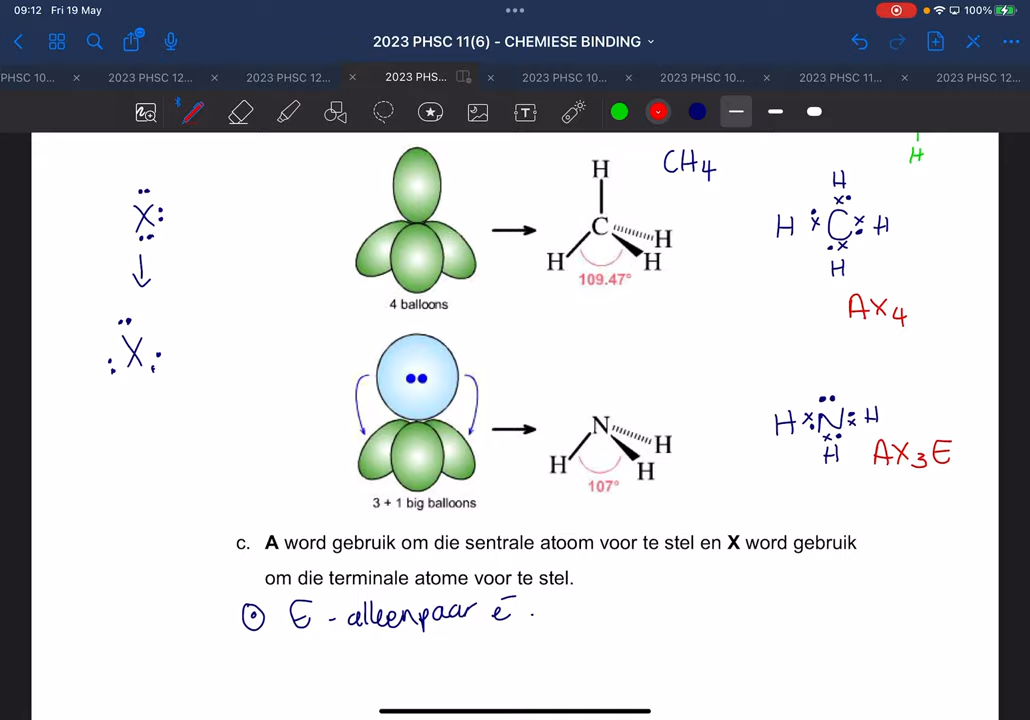 09:12 Fri 19 May
100%
2023 PHSC 11(6) - CHEMIESE BINDING
PHSC 10...
2023 PHSC 12...
2023 PHSC 12...
2023 PHS...
2023 PHSC 10...
2023 PHSC 10...
2023 PHSC 11...
2023 PHSC 12...
H
CH4
X
X
4 balloons
H
C
H
H
H
109.47°
H
H C H
H
AX4
3 + 1 big balloons
N
H
H
H
107°
H N H
H
AX3E
c. A word gebruik om die sentrale atoom voor te stel en X word gebruik
om die terminale atome voor te stel.
E - alleenpaar e⁻.